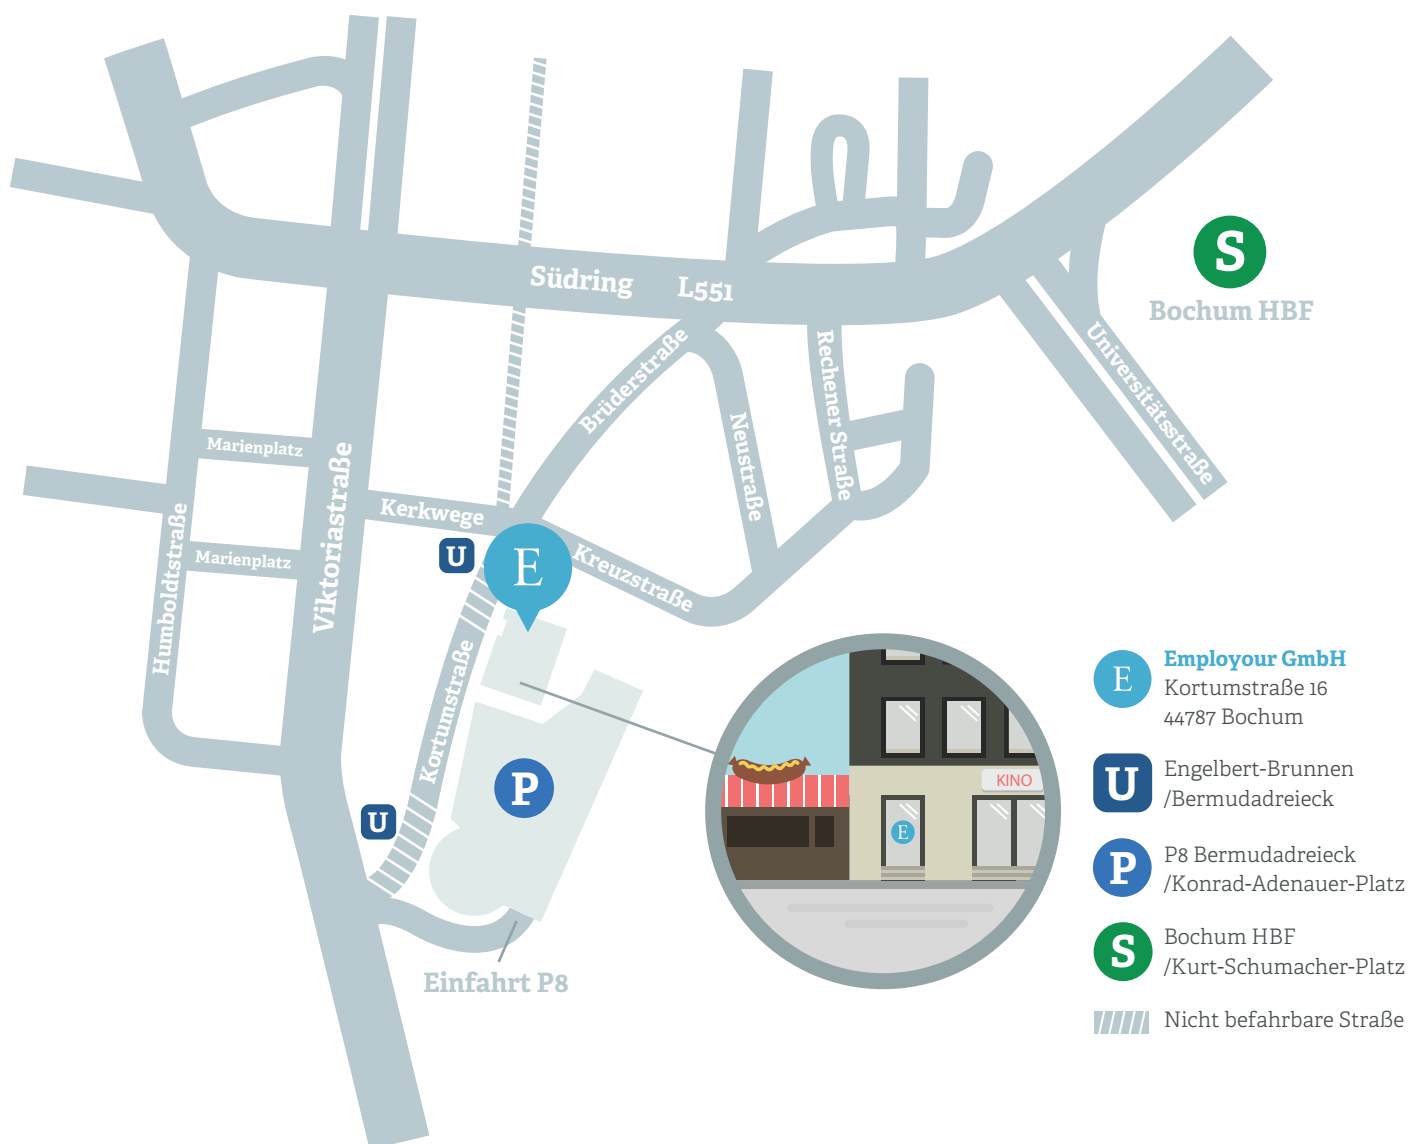 S
Bochum HBF
Südring L551
Brüderstraße
Rechener Straße
Universitätsstraße
Neustraße
Marienplatz
Viktoriastraße
Kerkwege
Humboldtstraße
Marienplatz
U
E
Kreuzstraße
Kortumstraße
P
U
Einfahrt P8
KINO
E
E
Employour GmbH
Kortumstraße 16
44787 Bochum
U
Engelbert-Brunnen
/Bermudadreieck
P
P8 Bermudadreieck
/Konrad-Adenauer-Platz
S
Bochum HBF
/Kurt-Schumacher-Platz
Nicht befahrbare Straße